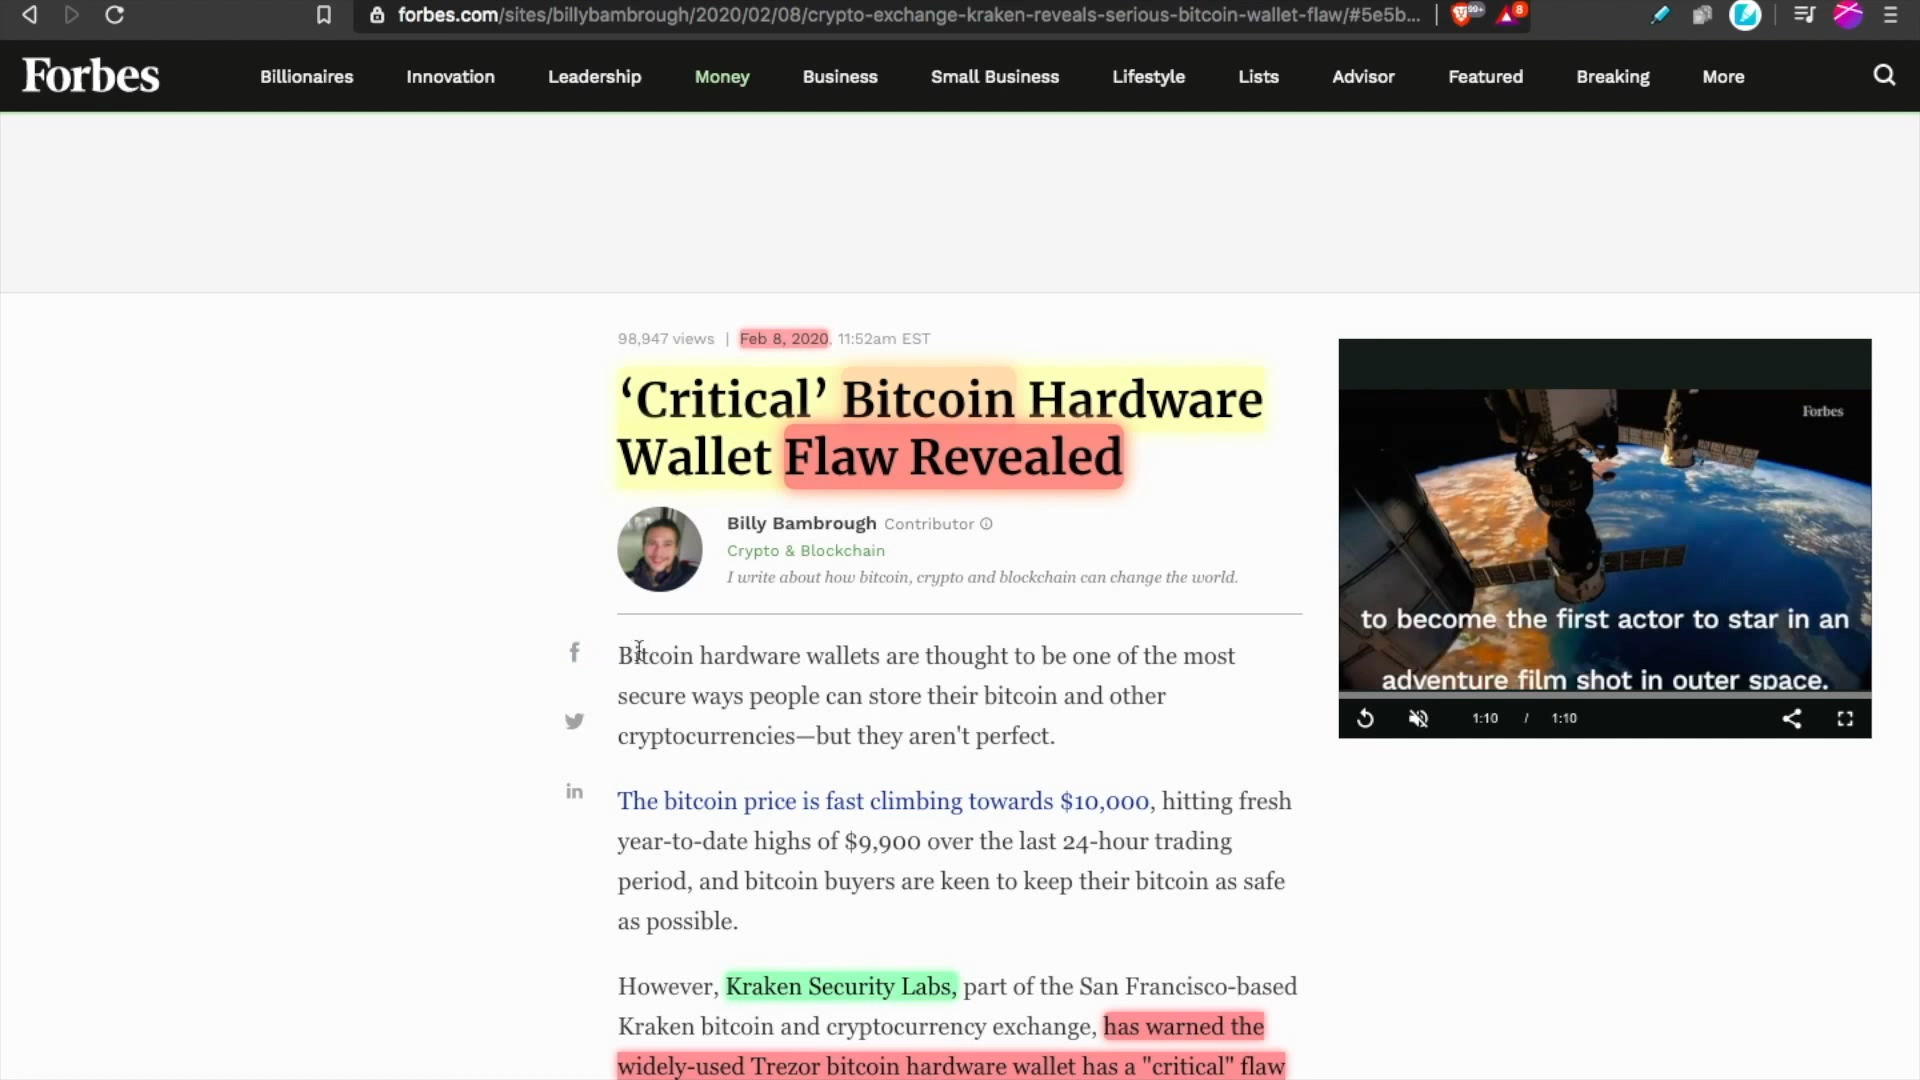 forbes.com/sites/billybambrough/2020/02/08/crypto-exchange-kraken-reveals-serious-bitcoin-wallet-flaw/#5e5b...
99+
8
Forbes
Billionaires Innovation Leadership Money Business Small Business Lifestyle Lists Advisor Featured Breaking More
98,947 views | Feb 8, 2020, 11:52am EST
‘Critical’ Bitcoin Hardware
Wallet Flaw Revealed
Billy Bambrough Contributor
Crypto & Blockchain
I write about how bitcoin, crypto and blockchain can change the world.
Bitcoin hardware wallets are thought to be one of the most
secure ways people can store their bitcoin and other
cryptocurrencies—but they aren't perfect.
The bitcoin price is fast climbing towards $10,000, hitting fresh
year-to-date highs of $9,900 over the last 24-hour trading
period, and bitcoin buyers are keen to keep their bitcoin as safe
as possible.
However, Kraken Security Labs, part of the San Francisco-based
Kraken bitcoin and cryptocurrency exchange, has warned the
widely-used Trezor bitcoin hardware wallet has a "critical" flaw
Forbes
to become the first actor to star in an
adventure film shot in outer space.
1:10 / 1:10